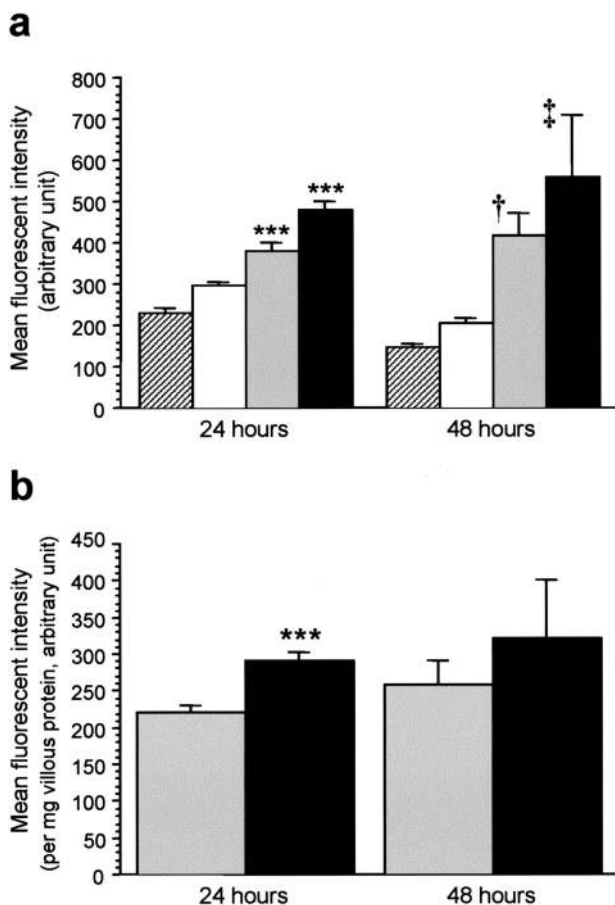 a
Mean fluorescent intensity
(arbitrary unit)
800
700
600
500
400
300
200
100
0
***
***
†
‡
24 hours
48 hours
b
Mean fluorescent intensity
(per mg villous protein, arbitrary unit)
450
400
350
300
250
200
150
100
50
0
***
24 hours
48 hours